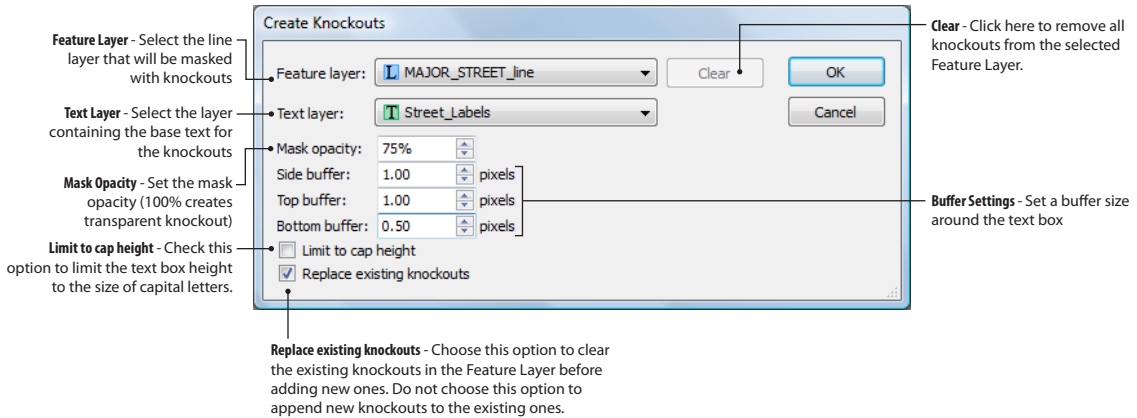 Create Knockouts
Feature Layer - Select the line
layer that will be masked
with knockouts
Text Layer - Select the layer
containing the base text for
the knockouts
Mask Opacity - Set the mask
opacity (100% creates
transparent knockout)
Limit to cap height - Check this
option to limit the text box height
to the size of capital letters.
Feature layer: L MAJOR_STREET_line Clear OK
Text layer: T Street_Labels Cancel
Mask opacity: 75%
Side buffer: 1.00 pixels
Top buffer: 1.00 pixels
Bottom buffer: 0.50 pixels
Limit to cap height
Replace existing knockouts
Clear - Click here to remove all
knockouts from the selected
Feature Layer.
Buffer Settings - Set a buffer size
around the text box
Replace existing knockouts - Choose this option to clear
the existing knockouts in the Feature Layer before
adding new ones. Do not choose this option to
append new knockouts to the existing ones.